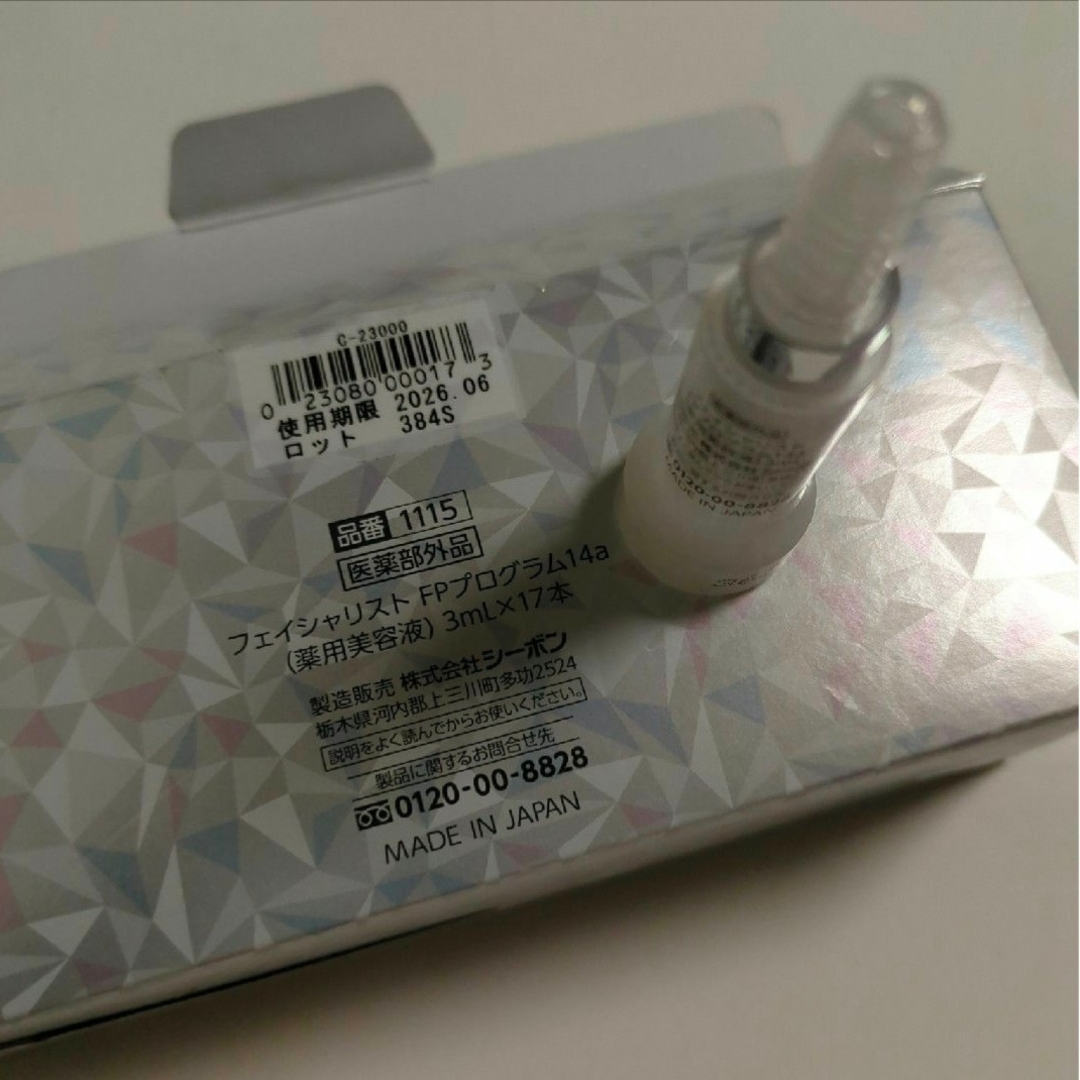 C-23000
0 23080 00017 3
使用期限 2026.06
ロット 384S
品番 1115
医薬部外品
フェイシャリスト FPプログラム14a
(薬用美容液) 3mL×17本
製造販売 株式会社シーボン
栃木県河内郡上三川町多功2524
説明をよく読んでからお使いください。
製品に関するお問合せ先
0120-00-8828
MADE IN JAPAN
MADE IN JAPAN